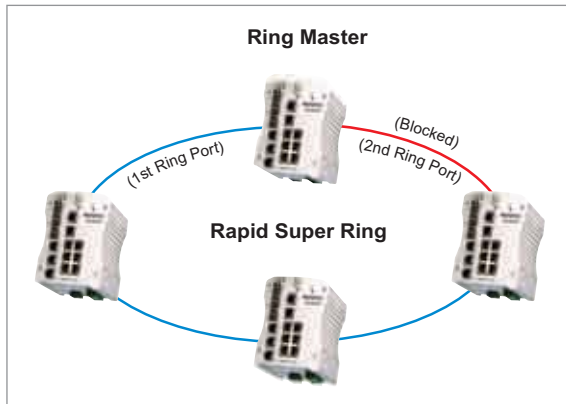 Ring Master
(Blocked)
(1st Ring Port)
(2nd Ring Port)
Rapid Super Ring